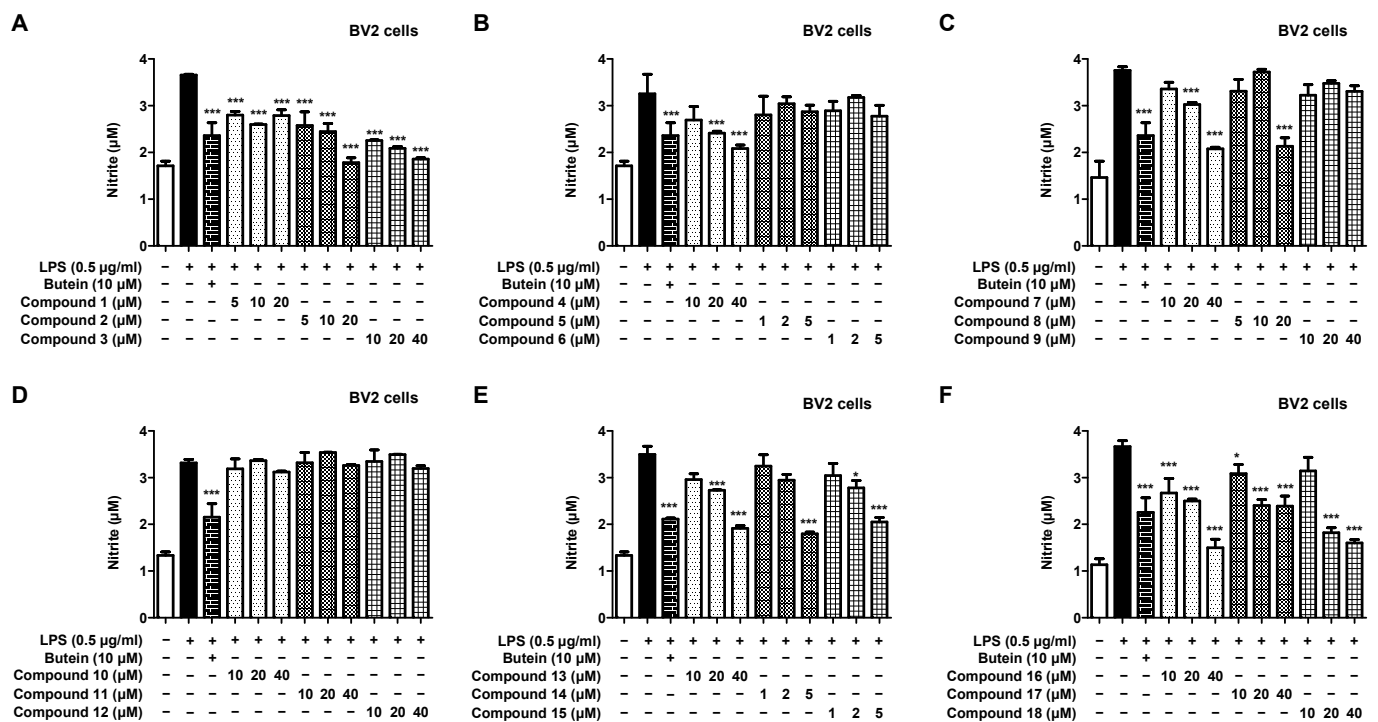 A
BV2 cells
Nitrite (µM)
4
3
2
1
0
*** *** *** *** *** *** *** *** *** ***
LPS (0.5 µg/ml) – + + + + + + + + + + +
Butein (10 µM) – – + – – – – – – – – –
Compound 1 (µM) – – – 5 10 20 – – – – – –
Compound 2 (µM) – – – – – – 5 10 20 – – –
Compound 3 (µM) – – – – – – – – – 10 20 40
B
BV2 cells
Nitrite (µM)
4
3
2
1
0
*** *** ***
LPS (0.5 µg/ml) – + + + + + + + + + + +
Butein (10 µM) – – + – – – – – – – – –
Compound 4 (µM) – – – 10 20 40 – – – – – –
Compound 5 (µM) – – – – – – 1 2 5 – – –
Compound 6 (µM) – – – – – – – – – 1 2 5
C
BV2 cells
Nitrite (µM)
4
3
2
1
0
*** *** *** ***
LPS (0.5 µg/ml) – + + + + + + + + + + +
Butein (10 µM) – – + – – – – – – – – –
Compound 7 (µM) – – – 10 20 40 – – – – – –
Compound 8 (µM) – – – – – – 5 10 20 – – –
Compound 9 (µM) – – – – – – – – – 10 20 40
D
BV2 cells
Nitrite (µM)
4
3
2
1
0
***
LPS (0.5 µg/ml) – + + + + + + + + + + +
Butein (10 µM) – – + – – – – – – – – –
Compound 10 (µM) – – – 10 20 40 – – – – – –
Compound 11 (µM) – – – – – – 10 20 40 – – –
Compound 12 (µM) – – – – – – – – – 10 20 40
E
BV2 cells
Nitrite (µM)
4
3
2
1
0
*** *** *** *** * ***
LPS (0.5 µg/ml) – + + + + + + + + + + +
Butein (10 µM) – – + – – – – – – – – –
Compound 13 (µM) – – – 10 20 40 – – – – – –
Compound 14 (µM) – – – – – – 1 2 5 – – –
Compound 15 (µM) – – – – – – – – – 1 2 5
F
BV2 cells
Nitrite (µM)
4
3
2
1
0
*** *** *** *** * *** *** *** ***
LPS (0.5 µg/ml) – + + + + + + + + + + +
Butein (10 µM) – – + – – – – – – – – –
Compound 16 (µM) – – – 10 20 40 – – – – – –
Compound 17 (µM) – – – – – – 10 20 40 – – –
Compound 18 (µM) – – – – – – – – – 10 20 40